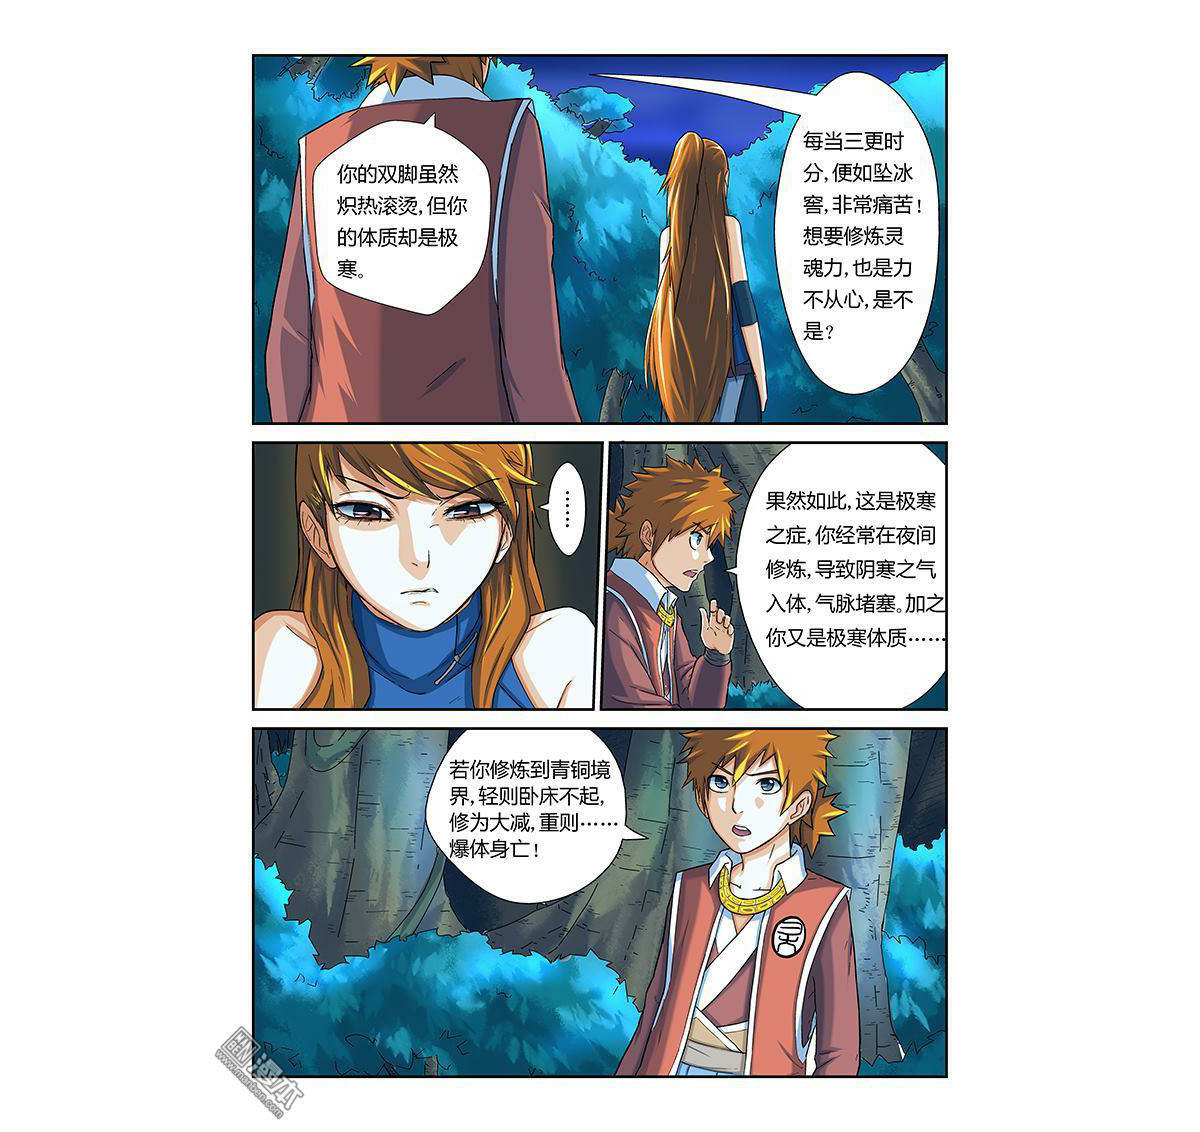 你的双脚虽然
炽热滚烫,但你
的体质却是极
寒。
每当三更时
分,便如坠冰
窖,非常痛苦!
想要修炼灵
魂力,也是力
不从心,是不
是?
……
果然如此,这是极寒
之症,你经常在夜间
修炼,导致阴寒之气
入体,气脉堵塞。加之
你又是极寒体质……
若你修炼到青铜境
界,轻则卧床不起,
修为大减,重则……
爆体身亡!
漫本
www.manben.com